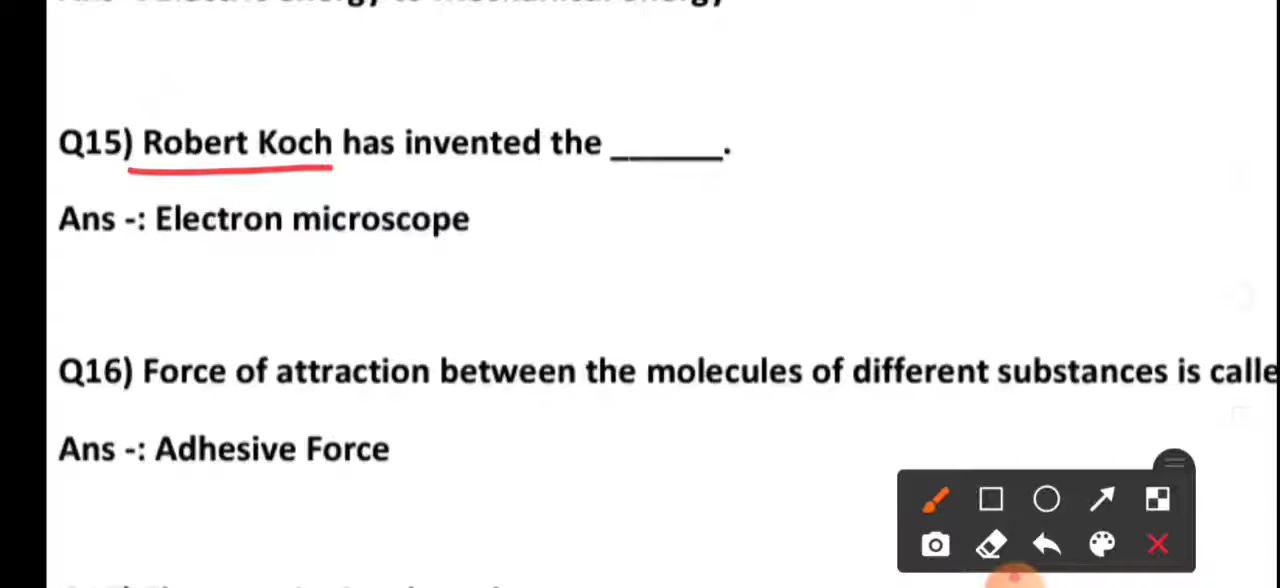 Q15) Robert Koch has invented the ______.
Ans -: Electron microscope
Q16) Force of attraction between the molecules of different substances is calle
Ans -: Adhesive Force